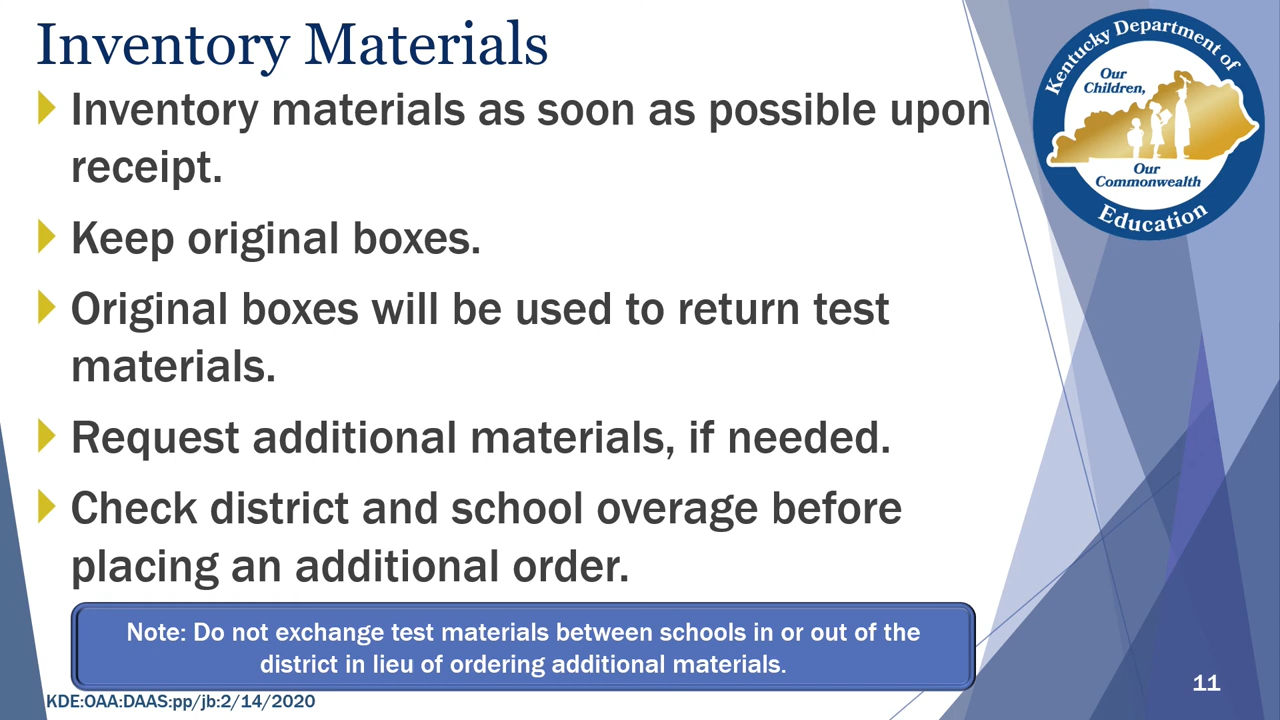 Inventory Materials
Inventory materials as soon as possible upon
receipt.
Keep original boxes.
Original boxes will be used to return test
materials.
Request additional materials, if needed.
Check district and school overage before
placing an additional order.
Note: Do not exchange test materials between schools in or out of the
district in lieu of ordering additional materials.
KDE:OAA:DAAS:pp/jb:2/14/2020
11
Kentucky Department of
Our
Children,
Our
Commonwealth
Education